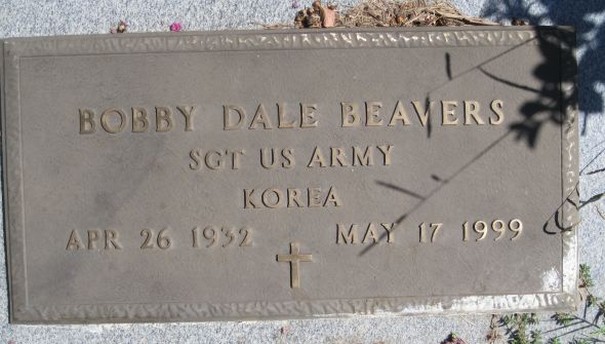 BOBBY DALE BEAVERS
SGT US ARMY
KOREA
APR 26 1932 MAY 17 1999